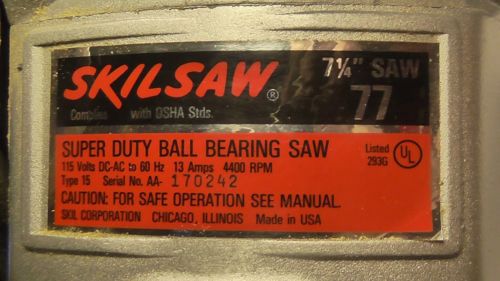 SKILSAW ®
7¼" SAW
77
Complies with OSHA Stds.
SUPER DUTY BALL BEARING SAW
115 Volts DC-AC to 60 Hz 13 Amps 4400 RPM
Type 15 Serial No. AA- 170242
Listed
293G
UL
®
CAUTION: FOR SAFE OPERATION SEE MANUAL.
SKIL CORPORATION CHICAGO, ILLINOIS Made in USA